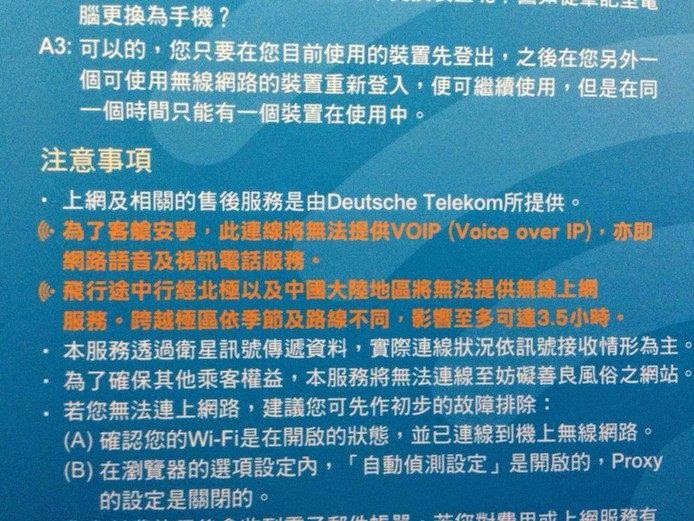 腦更換為手機？
A3: 可以的，您只要在您目前使用的裝置先登出，之後在您另外一
個可使用無線網路的裝置重新登入，便可繼續使用，但是在同
一個時間只能有一個裝置在使用中。
注意事項
· 上網及相關的售後服務是由Deutsche Telekom所提供。
為了客艙安寧，此連線將無法提供VOIP (Voice over IP)，亦即
網路語音及視訊電話服務。
飛行途中行經北極以及中國大陸地區將無法提供無線上網
服務。跨越極區依季節及路線不同，影響至多可達3.5小時。
· 本服務透過衛星訊號傳遞資料，實際連線狀況依訊號接收情形為主。
· 為了確保其他乘客權益，本服務將無法連線至妨礙善良風俗之網站。
· 若您無法連上網路，建議您可先作初步的故障排除：
(A) 確認您的Wi-Fi是在開啟的狀態，並已連線到機上無線網路。
(B) 在瀏覽器的選項設定內，「自動偵測設定」是開啟的，Proxy
的設定是關閉的。